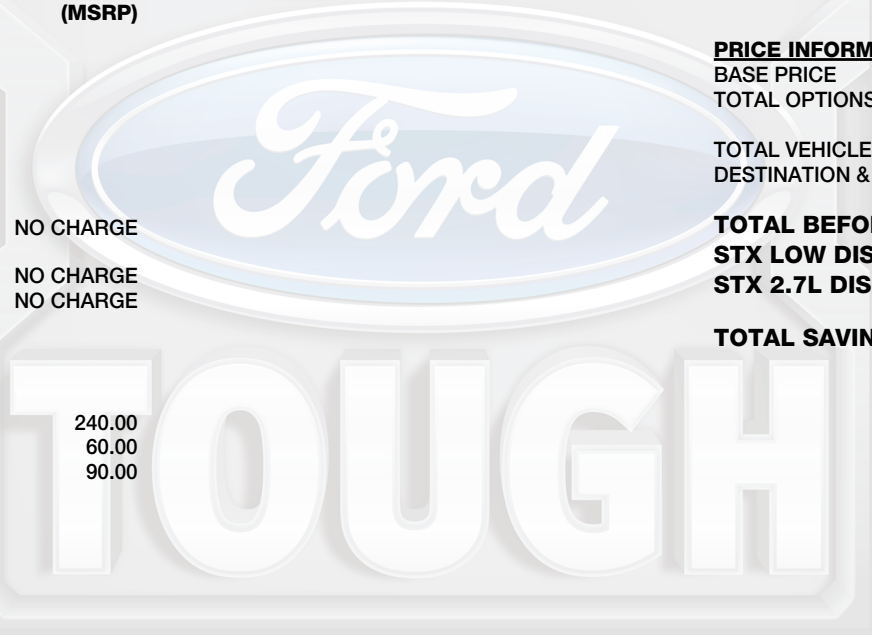 (MSRP)
NO CHARGE
NO CHARGE
NO CHARGE
240.00
60.00
90.00
PRICE INFORM
BASE PRICE
TOTAL OPTIONS
TOTAL VEHICLE
DESTINATION &
TOTAL BEFO
STX LOW DIS
STX 2.7L DIS
TOTAL SAVIN
Ford
TOUGH